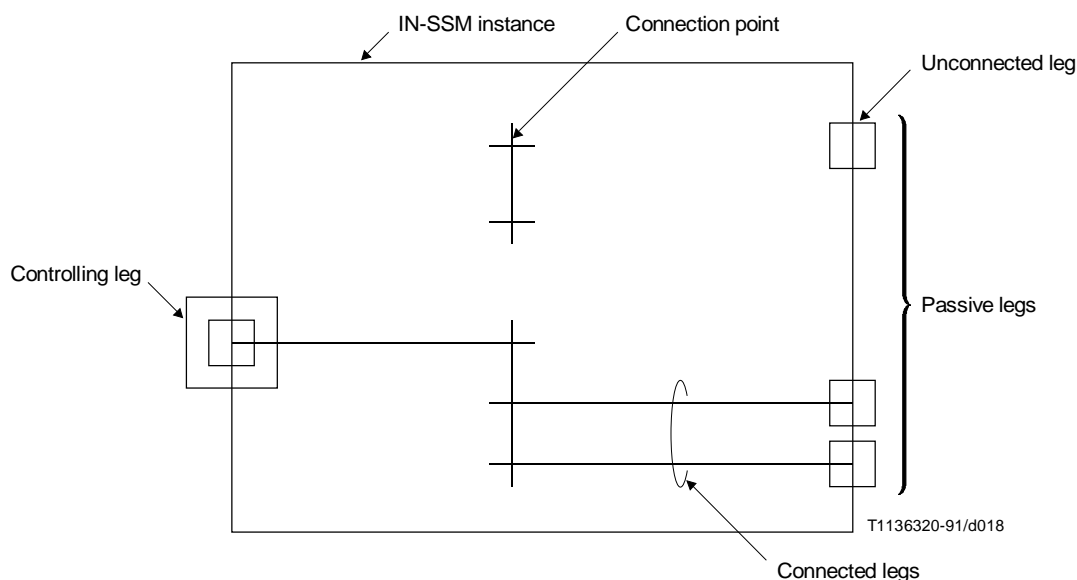 IN-SSM instance
Connection point
Unconnected leg
Controlling leg
Passive legs
T1136320-91/d018
Connected legs